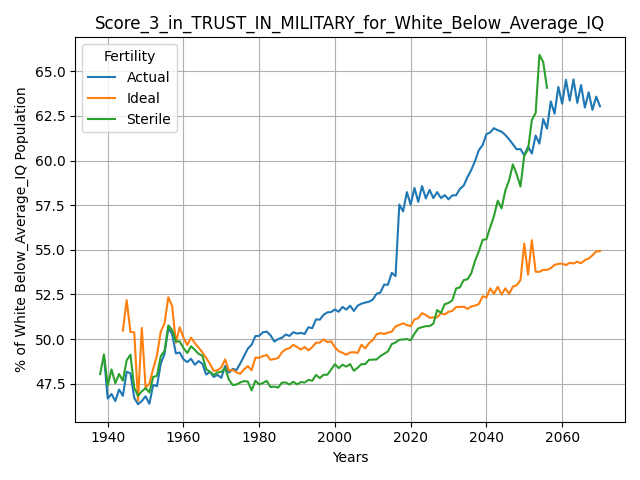 Score_3_in_TRUST_IN_MILITARY_for_White_Below_Average_IQ
Fertility
Actual
Ideal
Sterile
% of White Below_Average_IQ Population
65.0
62.5
60.0
57.5
55.0
52.5
50.0
47.5
1940
1960
1980
2000
2020
2040
2060
Years